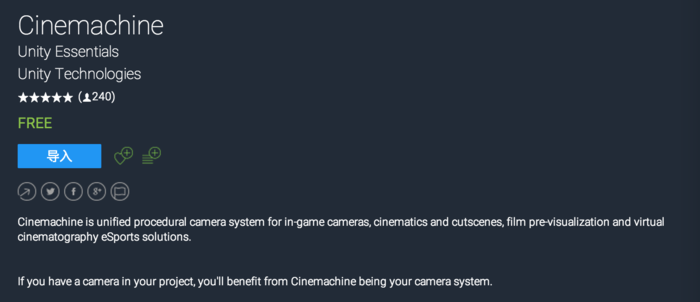 Cinemachine
Unity Essentials
Unity Technologies
★★★★★ (240)
FREE
导入
Cinemachine is unified procedural camera system for in-game cameras, cinematics and cutscenes, film pre-visualization and virtual
cinematography eSports solutions.
If you have a camera in your project, you'll benefit from Cinemachine being your camera system.